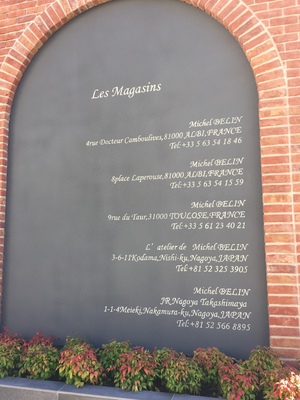 Les Magasins
Michel BELIN
4rue Docteur Camboulives,81000 ALBI,FRANCE
Tel:+33 5 63 54 18 46
Michel BELIN
8place Laperouse,81000 ALBI,FRANCE
Tel:+33 5 63 54 15 59
Michel BELIN
9rue du Taur,31000 TOULOSE,FRANCE
Tel:+33 5 61 23 40 21
L' atelier de Michel BELIN
3-6-11Kodama,Nishi-ku,Nagoya,JAPAN
Tel.+81 52 325 3905
Michel BELIN
JR Nagoya Takashimaya
1-1-4Meieki,Nakamura-ku,Nagoya,JAPAN
Tel:+81 52 566 8895